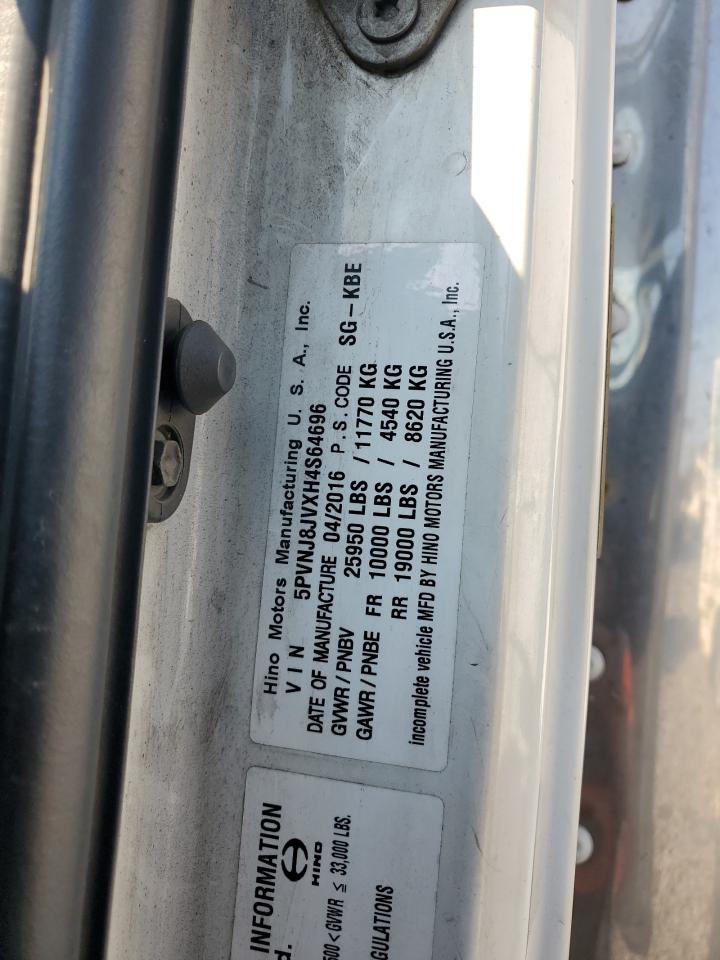 Hino Motors Manufacturing U. S. A., Inc.
VIN 5PVNJ8JVXH4S64696
DATE OF MANUFACTURE 04/2016 P.S. CODE SG-KBE
GVWR/PNBV 25950 LBS / 11770 KG
GAWR/PNBE FR 10000 LBS / 4540 KG
RR 19000 LBS / 8620 KG
incomplete vehicle MFD BY HINO MOTORS MANUFACTURING U.S.A., Inc.
INFORMATION
d.
HINO
500 < GVWR ≦ 33,000 LBS.
GULATIONS